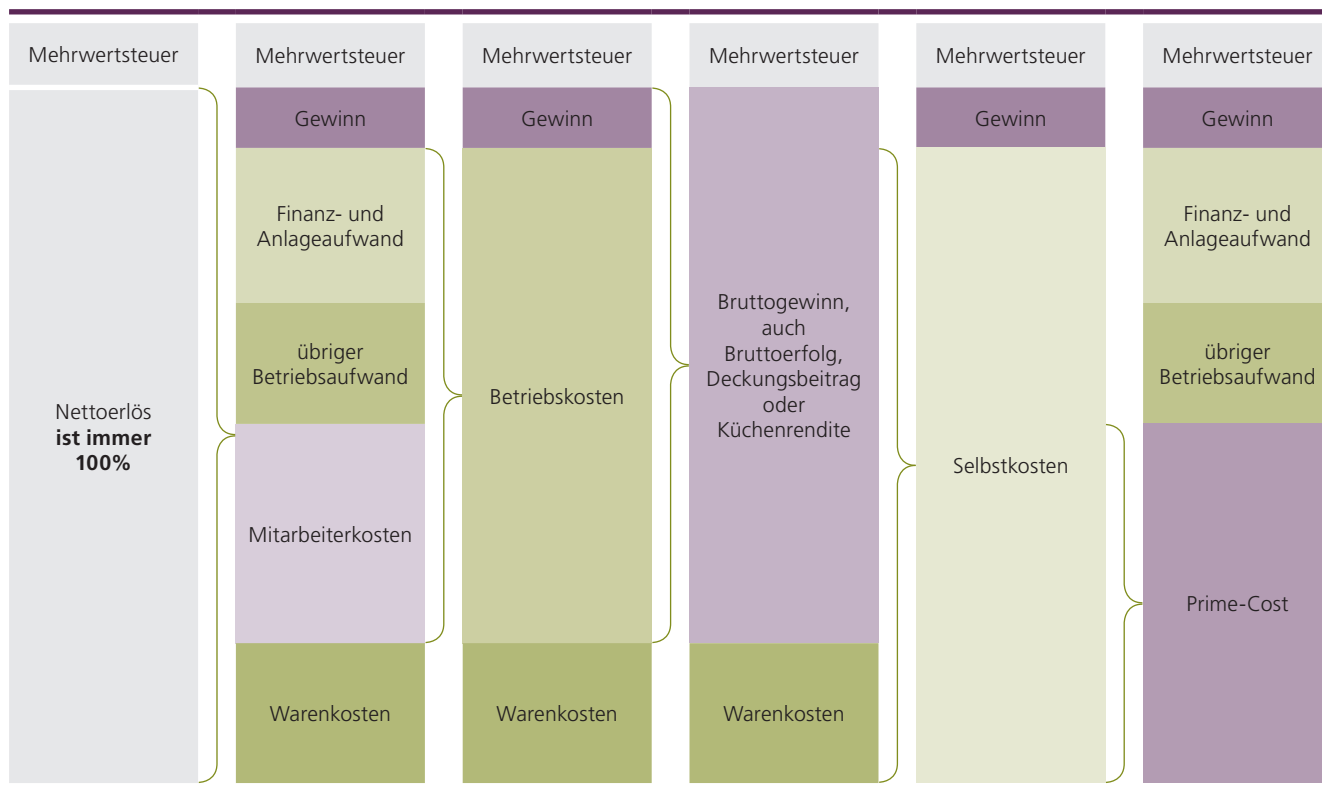 Mehrwertsteuer
Nettoerlös
ist immer
100%
Mehrwertsteuer
Gewinn
Finanz- und
Anlageaufwand
übriger
Betriebsaufwand
Mitarbeiterkosten
Warenkosten
Mehrwertsteuer
Gewinn
Betriebskosten
Warenkosten
Mehrwertsteuer
Bruttogewinn,
auch
Bruttoerfolg,
Deckungsbeitrag
oder
Küchenrendite
Warenkosten
Mehrwertsteuer
Gewinn
Selbstkosten
Mehrwertsteuer
Gewinn
Finanz- und
Anlageaufwand
übriger
Betriebsaufwand
Prime-Cost